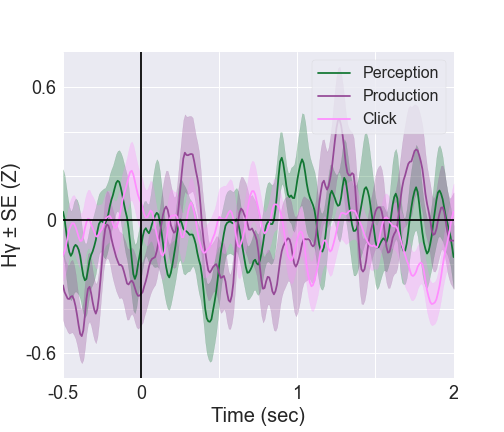 Perception
Production
Click
0.6
0
-0.6
Hγ ± SE (Z)
-0.5
0
1
2
Time (sec)